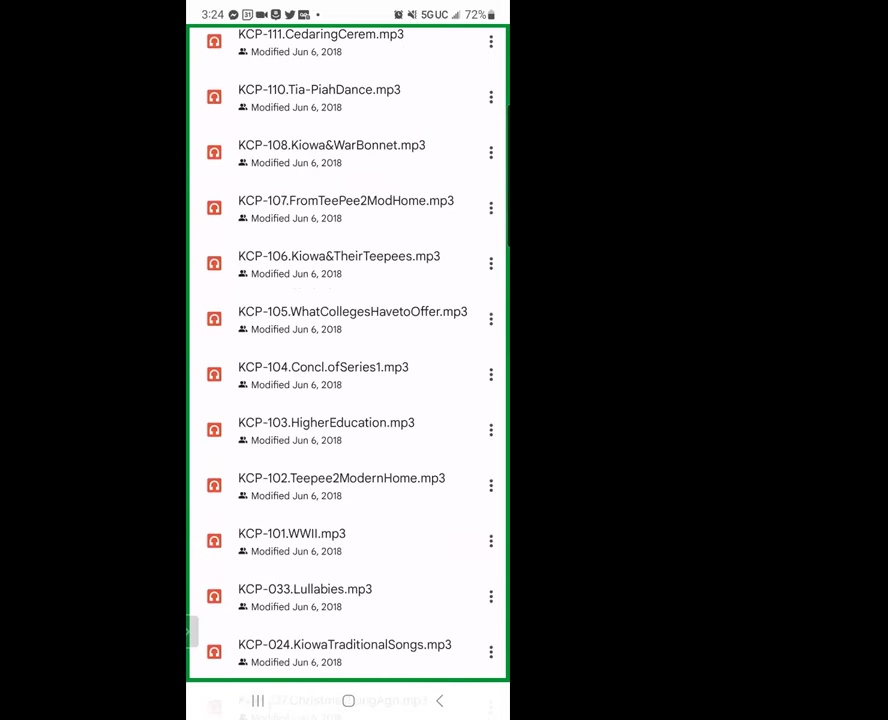 3:24
31
5GUC
72%
KCP-111.CedaringCerem.mp3
Modified Jun 6, 2018
KCP-110.Tia-PiahDance.mp3
Modified Jun 6, 2018
KCP-108.Kiowa&WarBonnet.mp3
Modified Jun 6, 2018
KCP-107.FromTeePee2ModHome.mp3
Modified Jun 6, 2018
KCP-106.Kiowa&TheirTeepees.mp3
Modified Jun 6, 2018
KCP-105.WhatCollegesHavetoOffer.mp3
Modified Jun 6, 2018
KCP-104.Concl.ofSeries1.mp3
Modified Jun 6, 2018
KCP-103.HigherEducation.mp3
Modified Jun 6, 2018
KCP-102.Teepee2ModernHome.mp3
Modified Jun 6, 2018
KCP-101.WWII.mp3
Modified Jun 6, 2018
KCP-033.Lullabies.mp3
Modified Jun 6, 2018
KCP-024.KiowaTraditionalSongs.mp3
Modified Jun 6, 2018